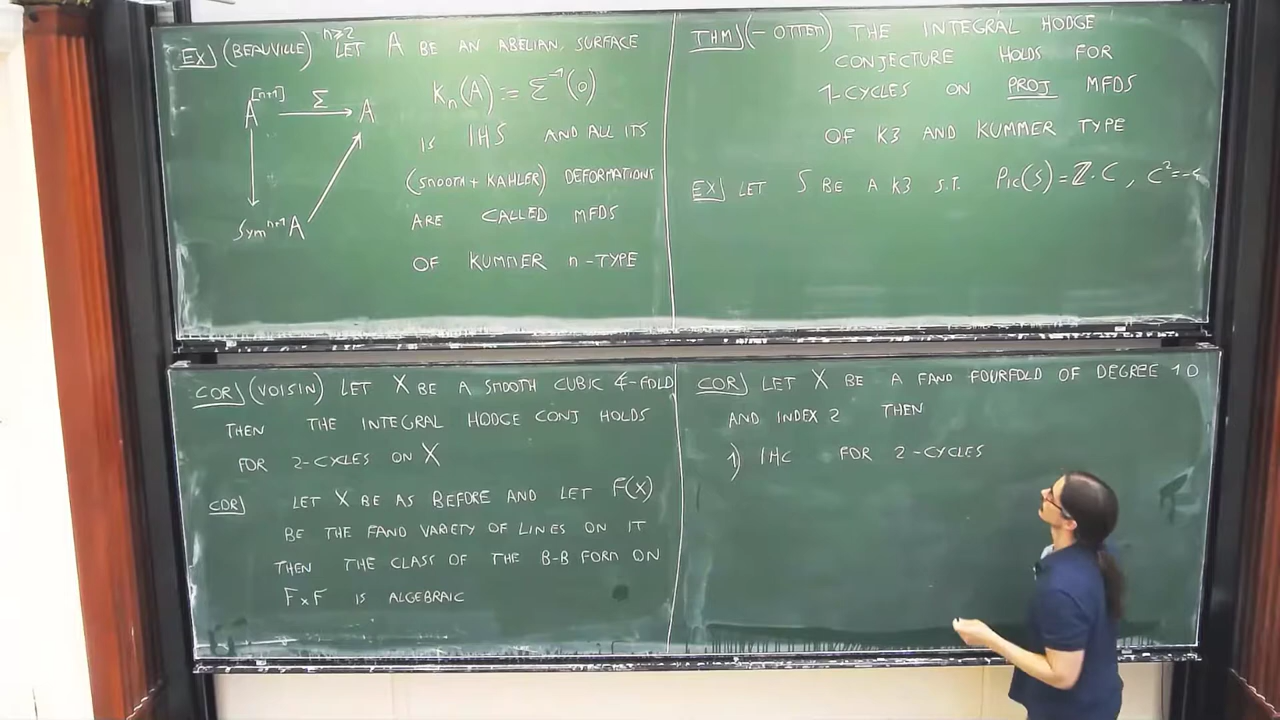 EX] (BEAUVILLE) n≥2 LET A BE AN ABELIAN SURFACE
A^[n+1] Σ A
Kₙ(A) := Σ⁻¹(0)
IS IHS AND ALL ITS
(SMOOTH + KAHLER) DEFORMATIONS
ARE CALLED MFDS
Symⁿ⁺¹A
OF KUMMER n-TYPE
THM] (- OTTEM) THE INTEGRAL HODGE
CONJECTURE HOLDS FOR
1-CYCLES ON PROJ MFDS
OF K3 AND KUMMER TYPE
EX] LET S BE A K3 S.T. Pic(S) = ℤ·C, C²=-
COR] (VOISIN) LET X BE A SMOOTH CUBIC 4-FOLD
THEN THE INTEGRAL HODGE CONJ HOLDS
FOR 2-CYCLES ON X
COR] LET X BE AS BEFORE AND LET F(X)
BE THE FANO VARIETY OF LINES ON IT
THEN THE CLASS OF THE B-B FORM ON
F×F IS ALGEBRAIC
COR] LET X BE A FANO FOURFOLD OF DEGREE 10
AND INDEX 2 THEN
1) IHC FOR 2-CYCLES